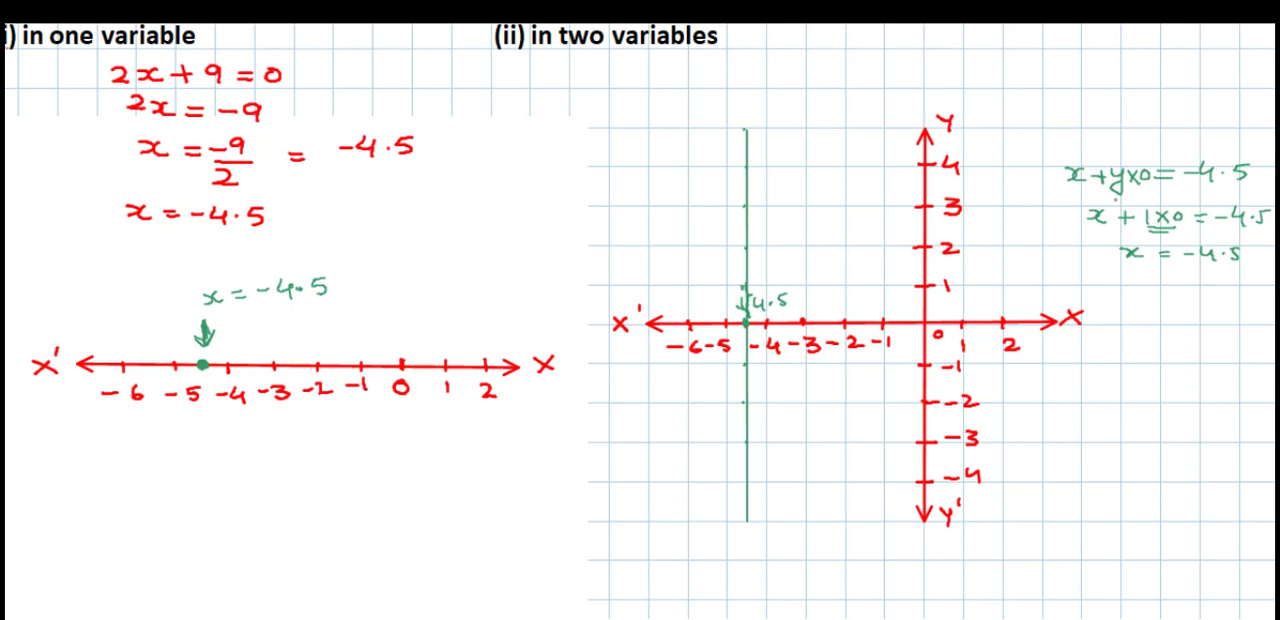 i) in one variable
2x + 9 = 0
2x = -9
x = -9/2 = -4.5
x = -4.5
x = -4.5
X' X
-6 -5 -4 -3 -2 -1 0 1 2
(ii) in two variables
Y
4
3
2
1
4.5
X' X
-6 -5 -4 -3 -2 -1 0 1 2
-1
-2
-3
-4
Y'
x + y×0 = -4.5
x + 1×0 = -4.5
x = -4.5